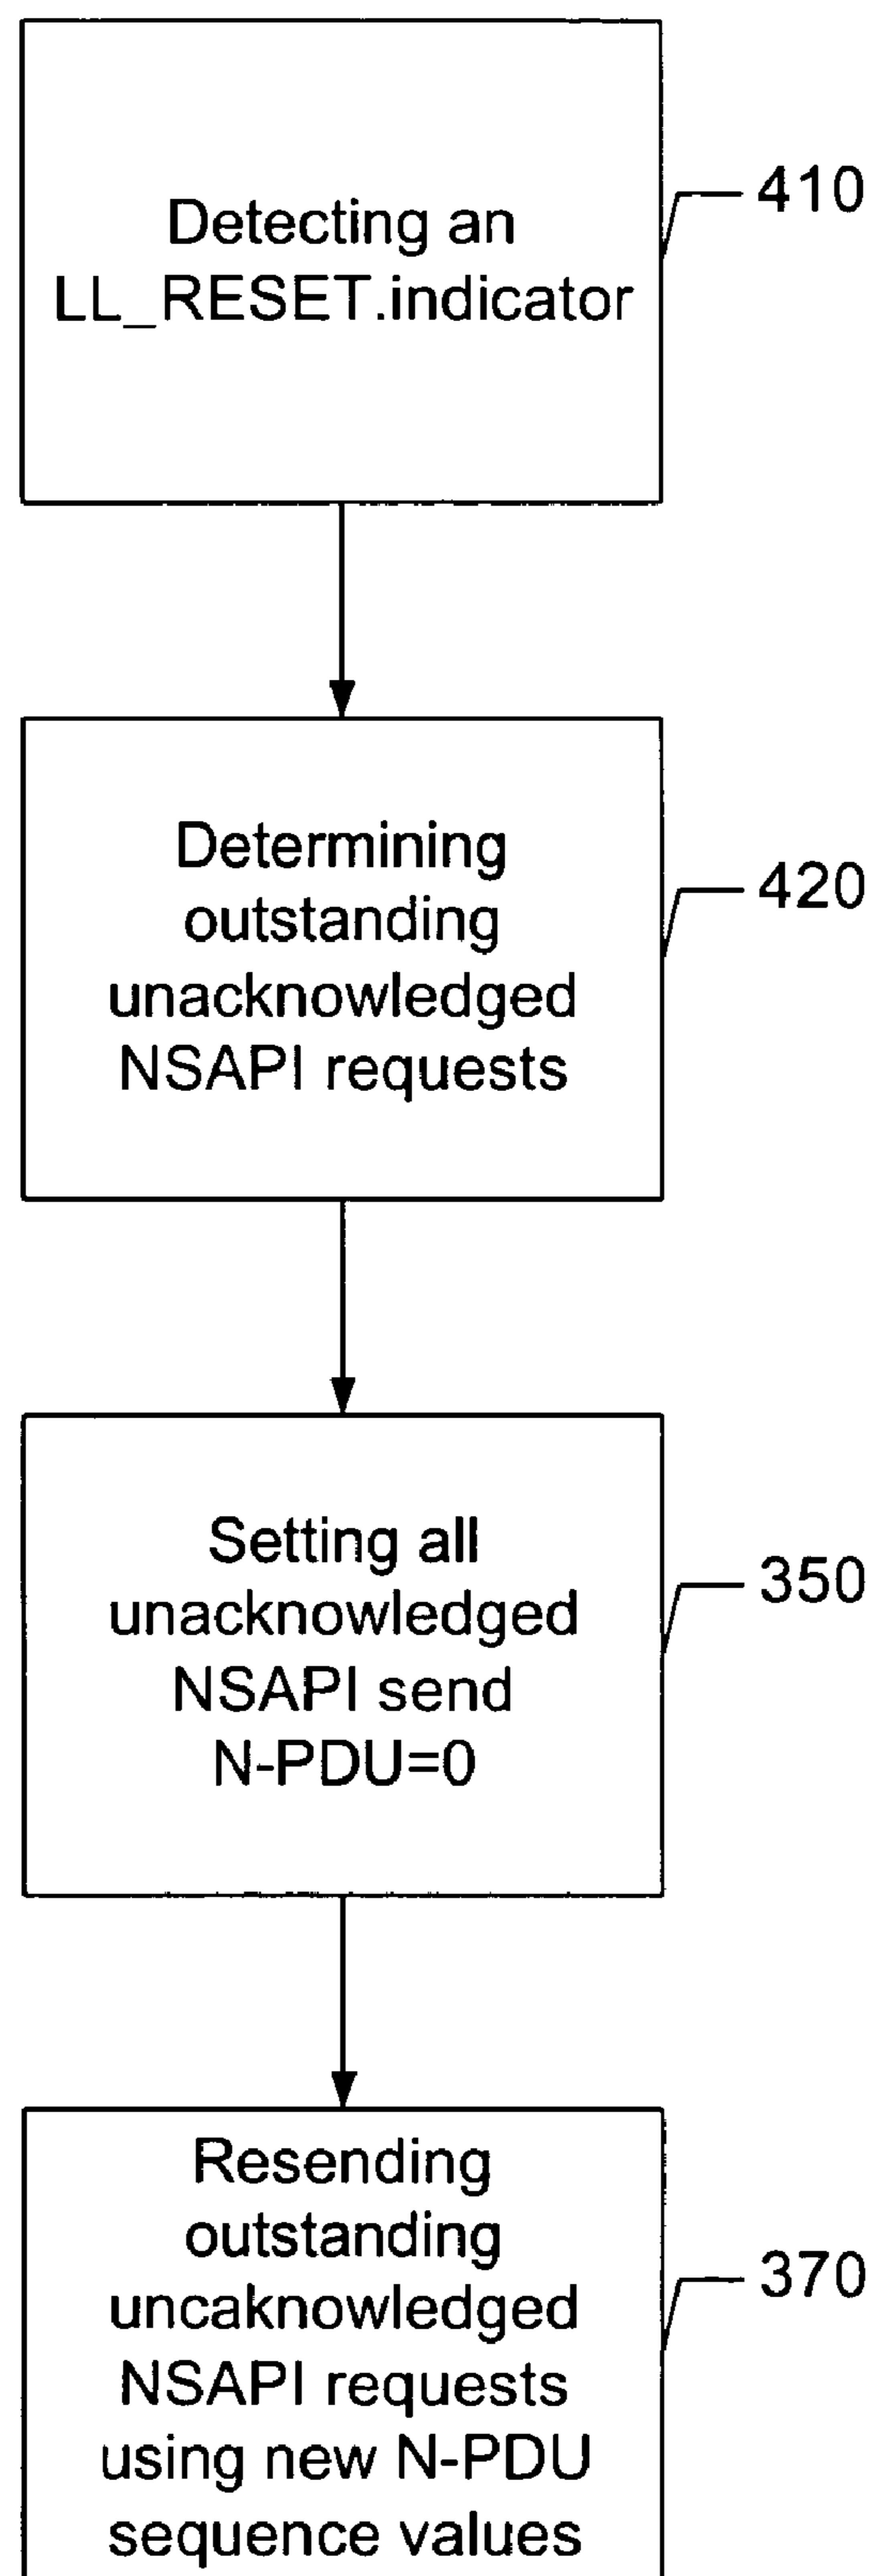 Detecting an
LL_RESET.indicator
410
Determining
outstanding
unacknowledged
NSAPI requests
420
Setting all
unacknowledged
NSAPI send
N-PDU=0
350
Resending
outstanding
uncaknowledged
NSAPI requests
using new N-PDU
sequence values
370